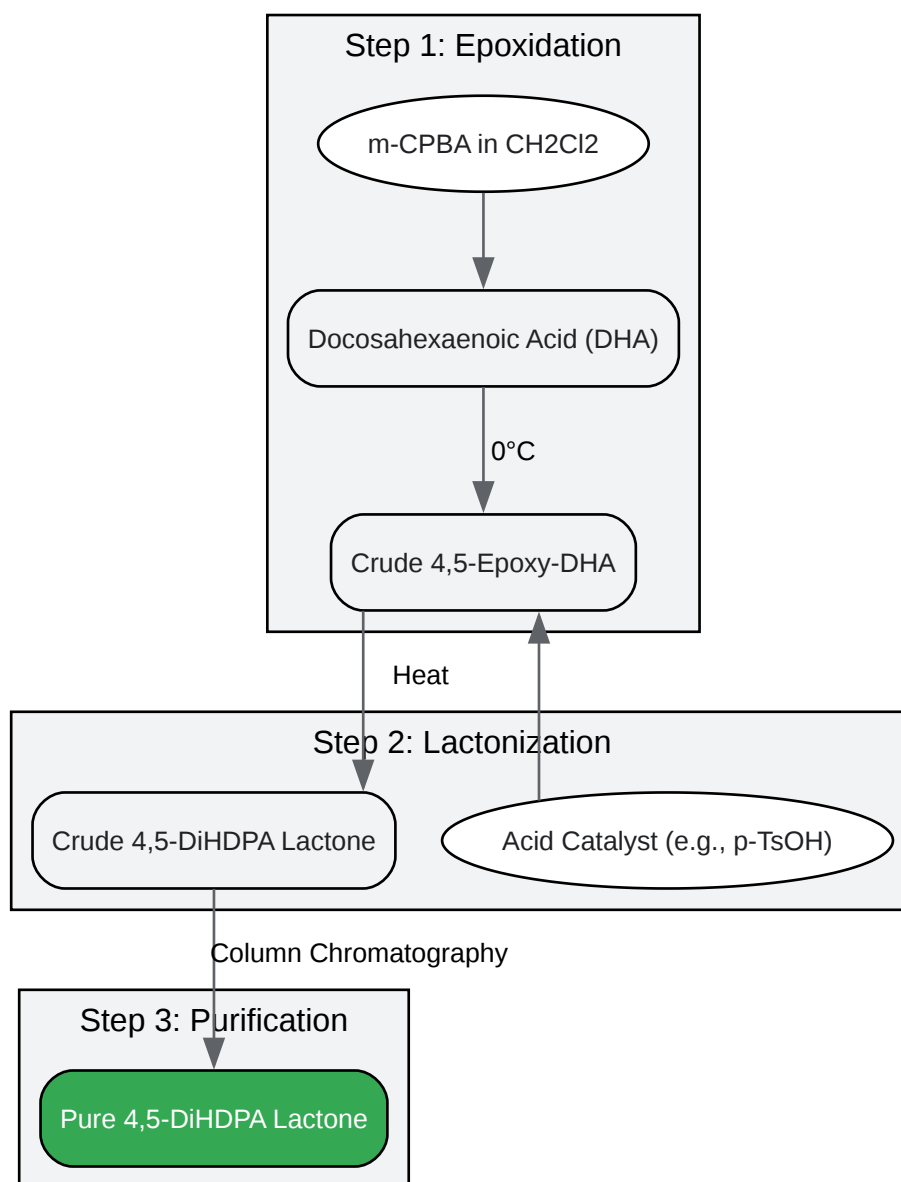 Step 1: Epoxidation
m-CPBA in CH2Cl2
Docosahexaenoic Acid (DHA)
0°C
Crude 4,5-Epoxy-DHA
Heat
Step 2: Lactonization
Crude 4,5-DiHDPA Lactone
Acid Catalyst (e.g., p-TsOH)
Column Chromatography
Step 3: Purification
Pure 4,5-DiHDPA Lactone